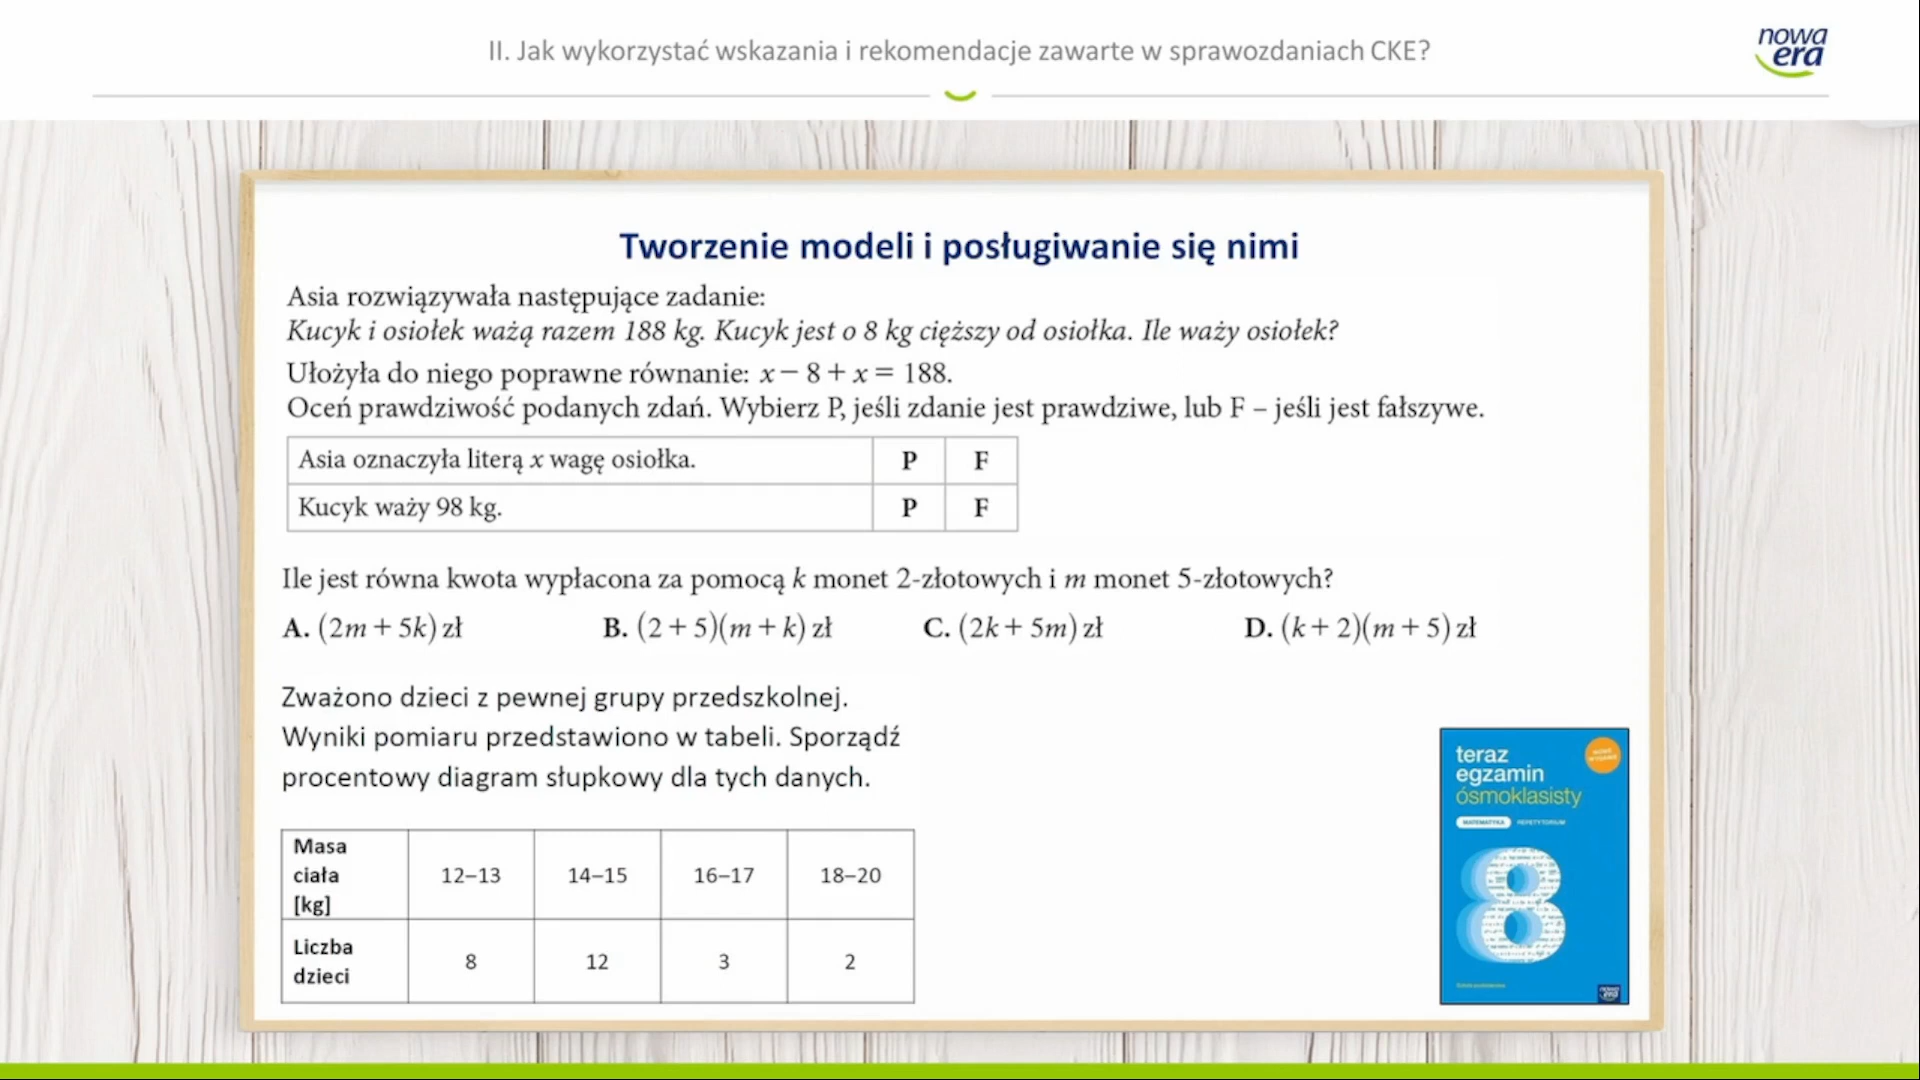 II. Jak wykorzystać wskazania i rekomendacje zawarte w sprawozdaniach CKE?
nowa
era
Tworzenie modeli i posługiwanie się nimi
Asia rozwiązywała następujące zadanie:
Kucyk i osiołek ważą razem 188 kg. Kucyk jest o 8 kg cięższy od osiołka. Ile waży osiołek?
Ułożyła do niego poprawne równanie: x − 8 + x = 188.
Oceń prawdziwość podanych zdań. Wybierz P, jeśli zdanie jest prawdziwe, lub F – jeśli jest fałszywe.
Asia oznaczyła literą x wagę osiołka. P F
Kucyk waży 98 kg. P F
Ile jest równa kwota wypłacona za pomocą k monet 2-złotowych i m monet 5-złotowych?
A. (2m + 5k) zł B. (2 + 5)(m + k) zł C. (2k + 5m) zł D. (k + 2)(m + 5) zł
Zważono dzieci z pewnej grupy przedszkolnej.
Wyniki pomiaru przedstawiono w tabeli. Sporządź
procentowy diagram słupkowy dla tych danych.
Masa
ciała
[kg]
12–13 14–15 16–17 18–20
Liczba
dzieci
8 12 3 2
teraz
egzamin
ósmoklasisty
MATEMATYKA REPETYTORIUM
8
nowa
era